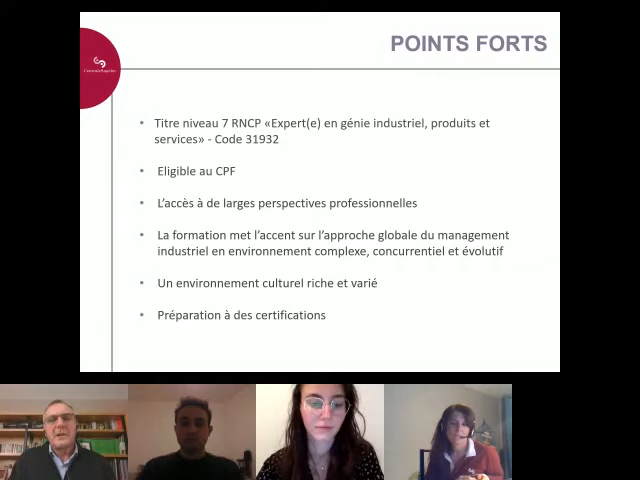 POINTS FORTS
CentraleSupélec
• Titre niveau 7 RNCP «Expert(e) en génie industriel, produits et
services» - Code 31932
• Eligible au CPF
• L’accès à de larges perspectives professionnelles
• La formation met l’accent sur l’approche globale du management
industriel en environnement complexe, concurrentiel et évolutif
• Un environnement culturel riche et varié
• Préparation à des certifications